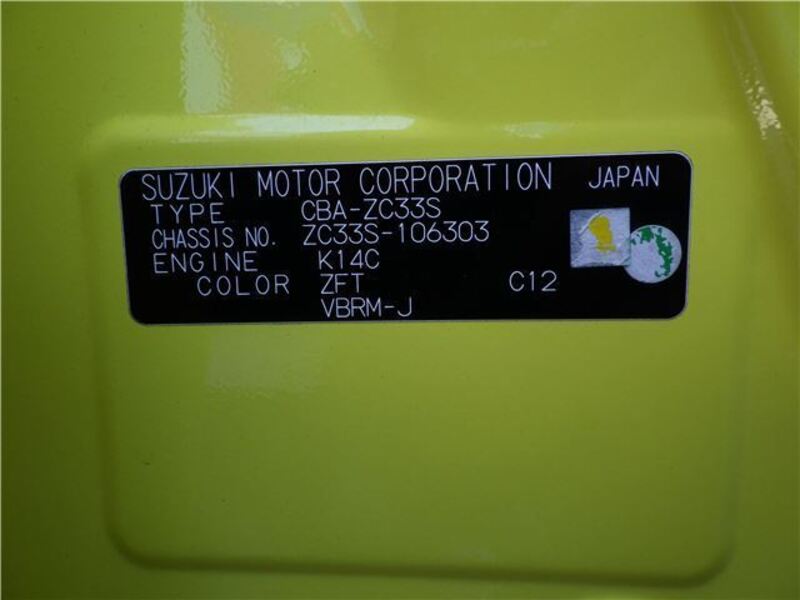 SUZUKI MOTOR CORPORATION JAPAN
TYPE CBA-ZC33S
CHASSIS NO. ZC33S-106303
ENGINE K14C
COLOR ZFT C12
VBRM-J